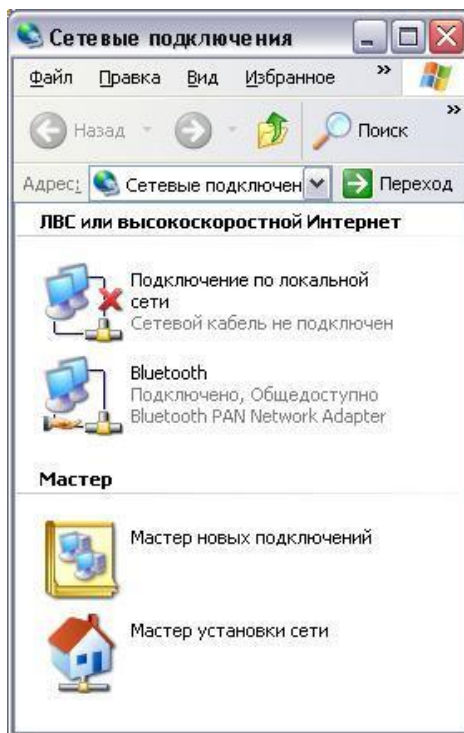 Сетевые подключения
Файл Правка Вид Избранное »
Назад Поиск »
Адрес: Сетевые подключен Переход
ЛВС или высокоскоростной Интернет
Подключение по локальной
сети
Сетевой кабель не подключен
Bluetooth
Подключено, Общедоступно
Bluetooth PAN Network Adapter
Мастер
Мастер новых подключений
Мастер установки сети